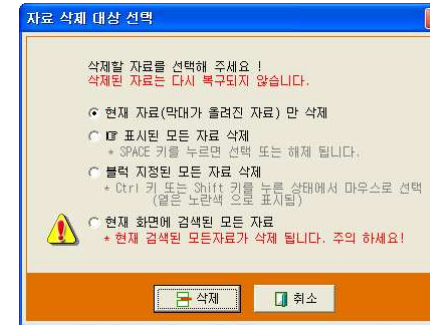 자료 삭제 대상 선택
삭제할 자료를 선택해 주세요 !
삭제된 자료는 다시 복구되지 않습니다.
현재 자료(막대가 올려진 자료) 만 삭제
☞ 표시된 모든 자료 삭제
* SPACE 키를 누르면 선택 또는 해제 됩니다.
블럭 지정된 모든 자료 삭제
* Ctrl 키 또는 Shift 키를 누른 상태에서 마우스로 선택
(옅은 노란색 으로 표시됨)
현재 화면에 검색된 모든 자료
* 현재 검색된 모든자료가 삭제 됩니다. 주의 하세요!
삭제 취소